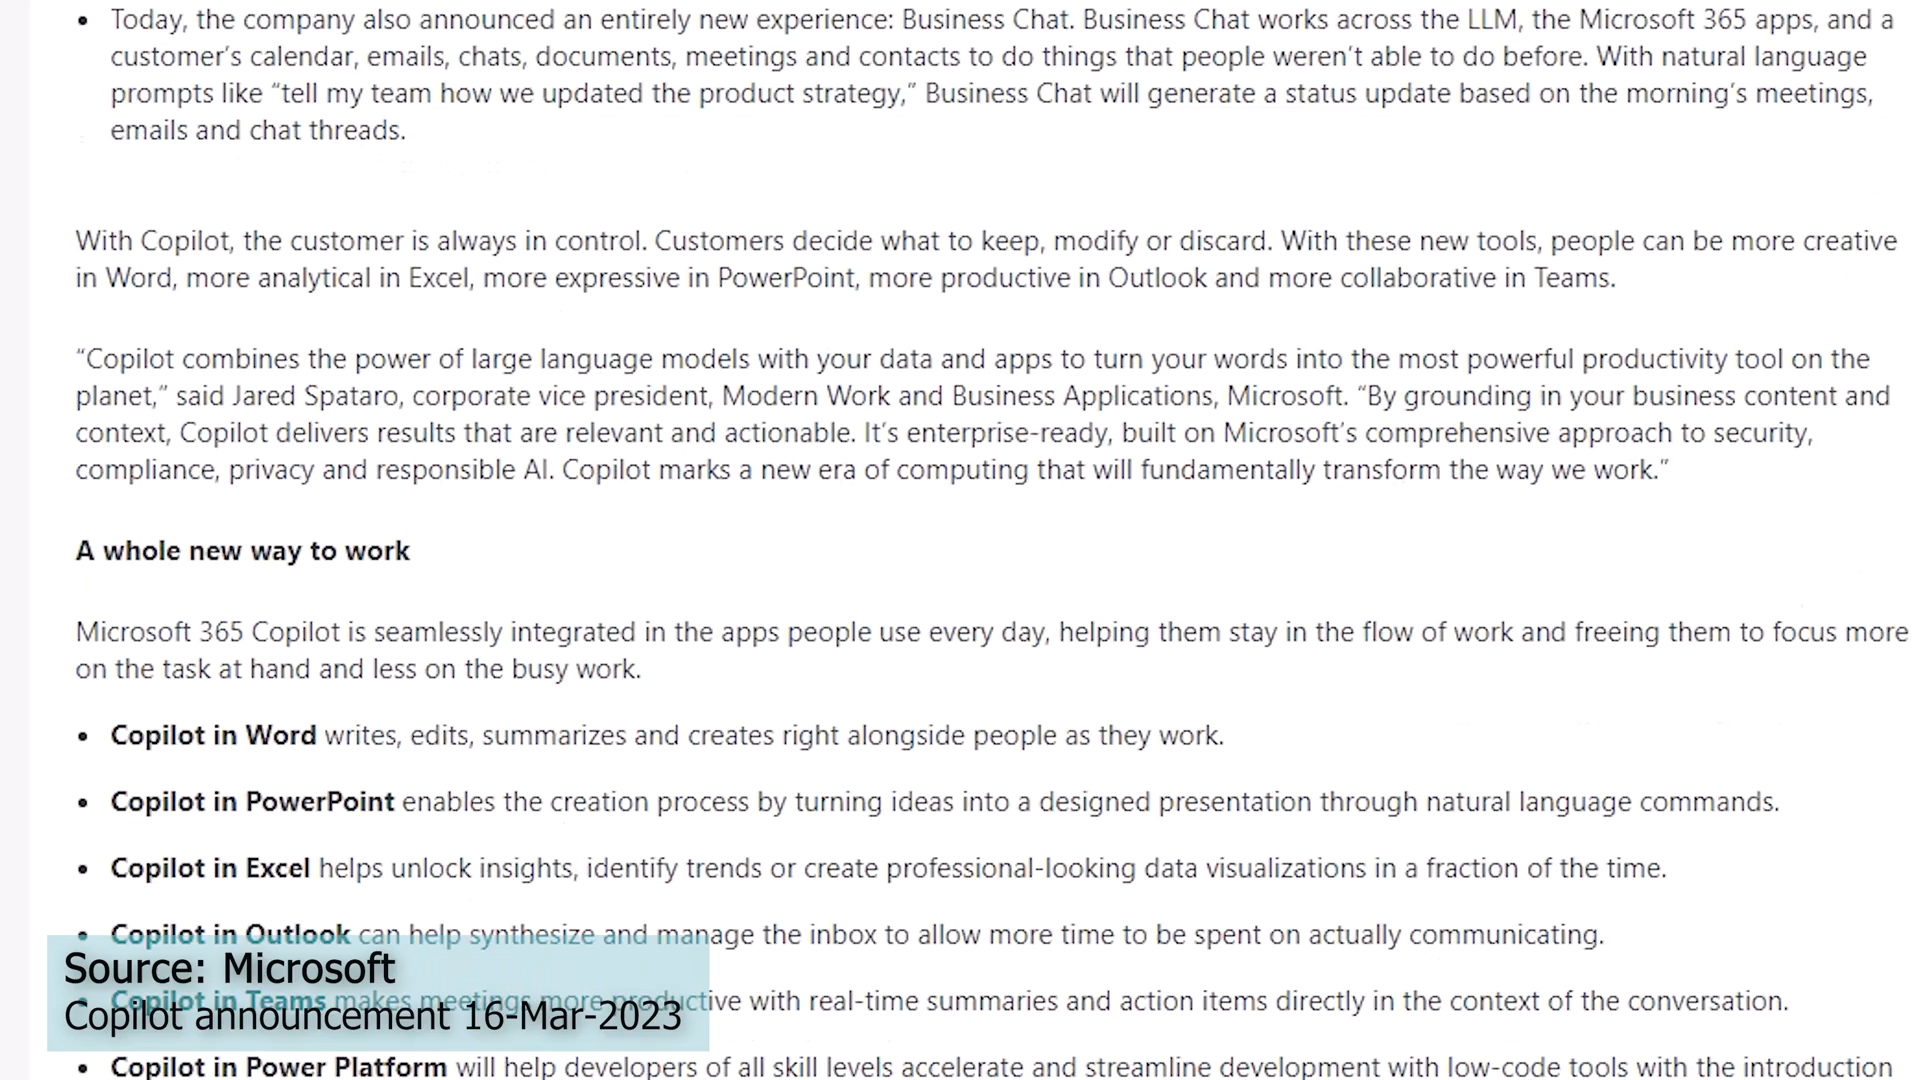 • Today, the company also announced an entirely new experience: Business Chat. Business Chat works across the LLM, the Microsoft 365 apps, and a
customer’s calendar, emails, chats, documents, meetings and contacts to do things that people weren’t able to do before. With natural language
prompts like “tell my team how we updated the product strategy,” Business Chat will generate a status update based on the morning’s meetings,
emails and chat threads.
With Copilot, the customer is always in control. Customers decide what to keep, modify or discard. With these new tools, people can be more creative
in Word, more analytical in Excel, more expressive in PowerPoint, more productive in Outlook and more collaborative in Teams.
“Copilot combines the power of large language models with your data and apps to turn your words into the most powerful productivity tool on the
planet,” said Jared Spataro, corporate vice president, Modern Work and Business Applications, Microsoft. “By grounding in your business content and
context, Copilot delivers results that are relevant and actionable. It’s enterprise-ready, built on Microsoft’s comprehensive approach to security,
compliance, privacy and responsible AI. Copilot marks a new era of computing that will fundamentally transform the way we work.”
A whole new way to work
Microsoft 365 Copilot is seamlessly integrated in the apps people use every day, helping them stay in the flow of work and freeing them to focus more
on the task at hand and less on the busy work.
• Copilot in Word writes, edits, summarizes and creates right alongside people as they work.
• Copilot in PowerPoint enables the creation process by turning ideas into a designed presentation through natural language commands.
• Copilot in Excel helps unlock insights, identify trends or create professional-looking data visualizations in a fraction of the time.
• Copilot in Outlook can help synthesize and manage the inbox to allow more time to be spent on actually communicating.
Source: Microsoft
• Copilot in Teams makes meetings more productive with real-time summaries and action items directly in the context of the conversation.
Copilot announcement 16-Mar-2023
• Copilot in Power Platform will help developers of all skill levels accelerate and streamline development with low-code tools with the introduction